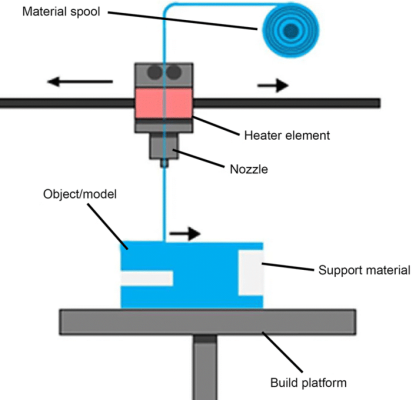 Material spool
Heater element
Nozzle
Object/model
Support material
Build platform